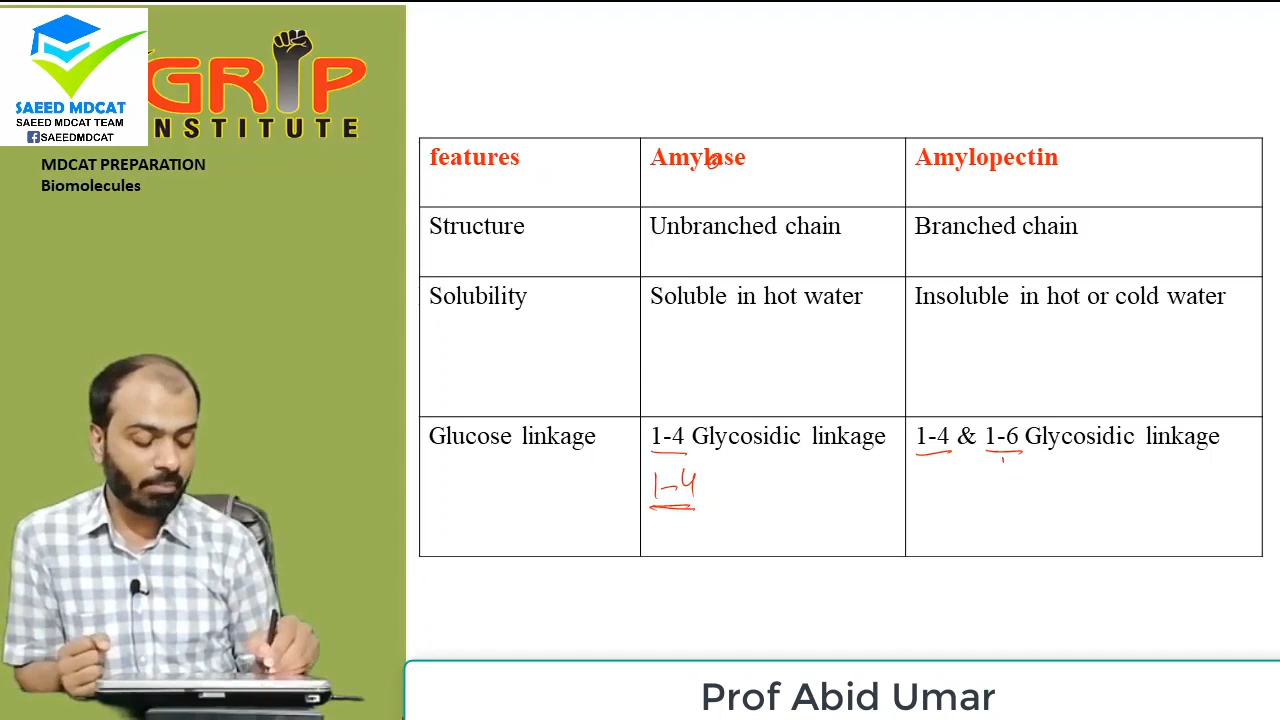 GRIP
INSTITUTE
SAEED MDCAT
SAEED MDCAT TEAM
SAEEDMDCAT
MDCAT PREPARATION
Biomolecules
features Amylase Amylopectin
Structure Unbranched chain Branched chain
Solubility Soluble in hot water Insoluble in hot or cold water
Glucose linkage 1-4 Glycosidic linkage 1-4 & 1-6 Glycosidic linkage
1-4
Prof Abid Umar